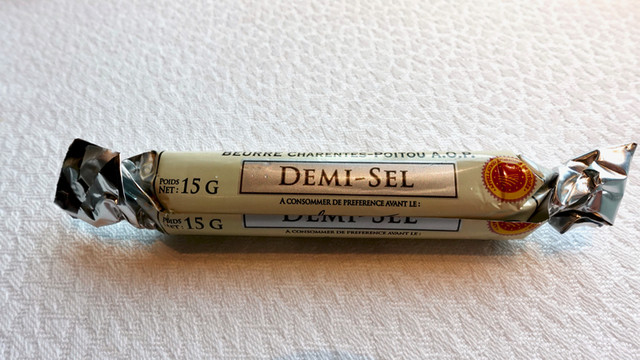 BEURRE CHARENTES-POITOU A.O.P.
POIDS
NET : 15 G
DEMI-SEL
A CONSOMMER DE PREFERENCE AVANT LE :
POIDS
NET : 15 G
DEMI-SEL
A CONSOMMER DE PREFERENCE AVANT LE :